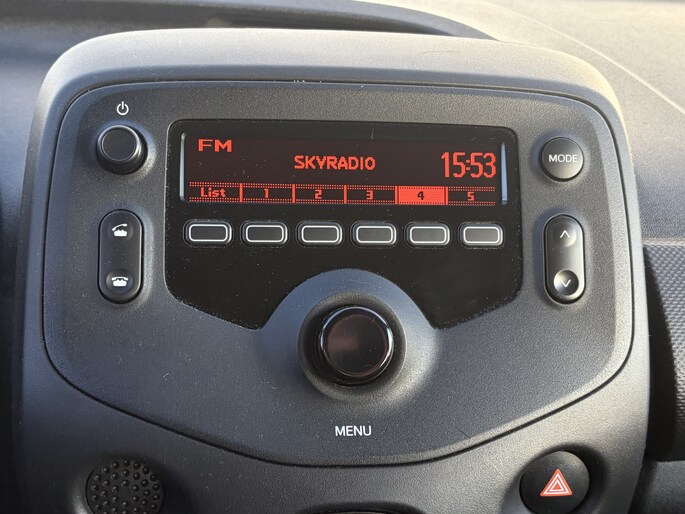 FM
SKYRADIO
15:53
List 1 2 3 4 5
MODE
MENU